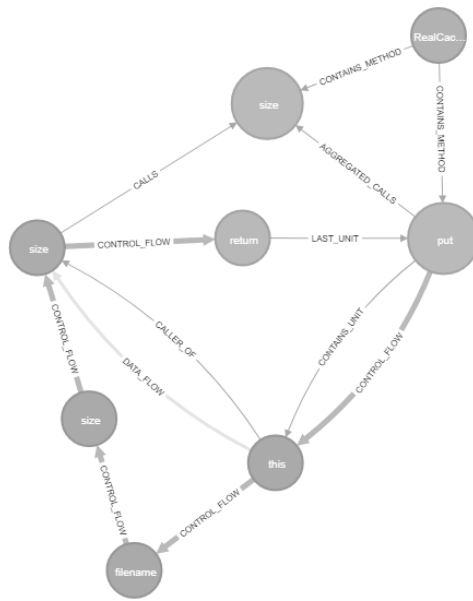 RealCac...
CONTAINS_METHOD
size
CONTAINS_METHOD
AGGREGATED_CALLS
CALLS
put
return
LAST_UNIT
size
CONTROL_FLOW
CALLER_OF
CONTAINS_UNIT
DATA_FLOW
CONTROL_FLOW
CONTROL_FLOW
size
this
CONTROL_FLOW
CONTROL_FLOW
filename